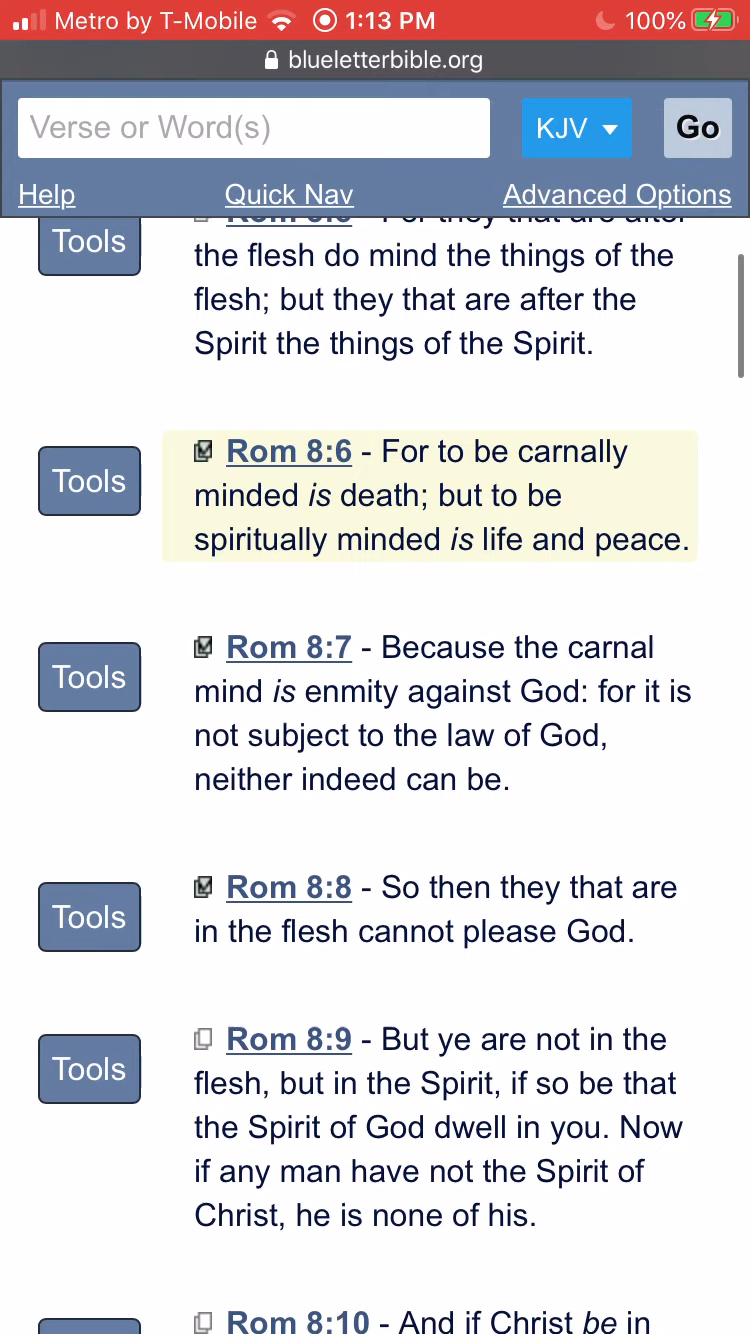 Metro by T-Mobile 1:13 PM 100%
blueletterbible.org
Verse or Word(s) KJV Go
Help Quick Nav Advanced Options
Tools
the flesh do mind the things of the
flesh; but they that are after the
Spirit the things of the Spirit.
Tools
Rom 8:6 - For to be carnally
minded is death; but to be
spiritually minded is life and peace.
Tools
Rom 8:7 - Because the carnal
mind is enmity against God: for it is
not subject to the law of God,
neither indeed can be.
Tools
Rom 8:8 - So then they that are
in the flesh cannot please God.
Tools
Rom 8:9 - But ye are not in the
flesh, but in the Spirit, if so be that
the Spirit of God dwell in you. Now
if any man have not the Spirit of
Christ, he is none of his.
Rom 8:10 - And if Christ be in